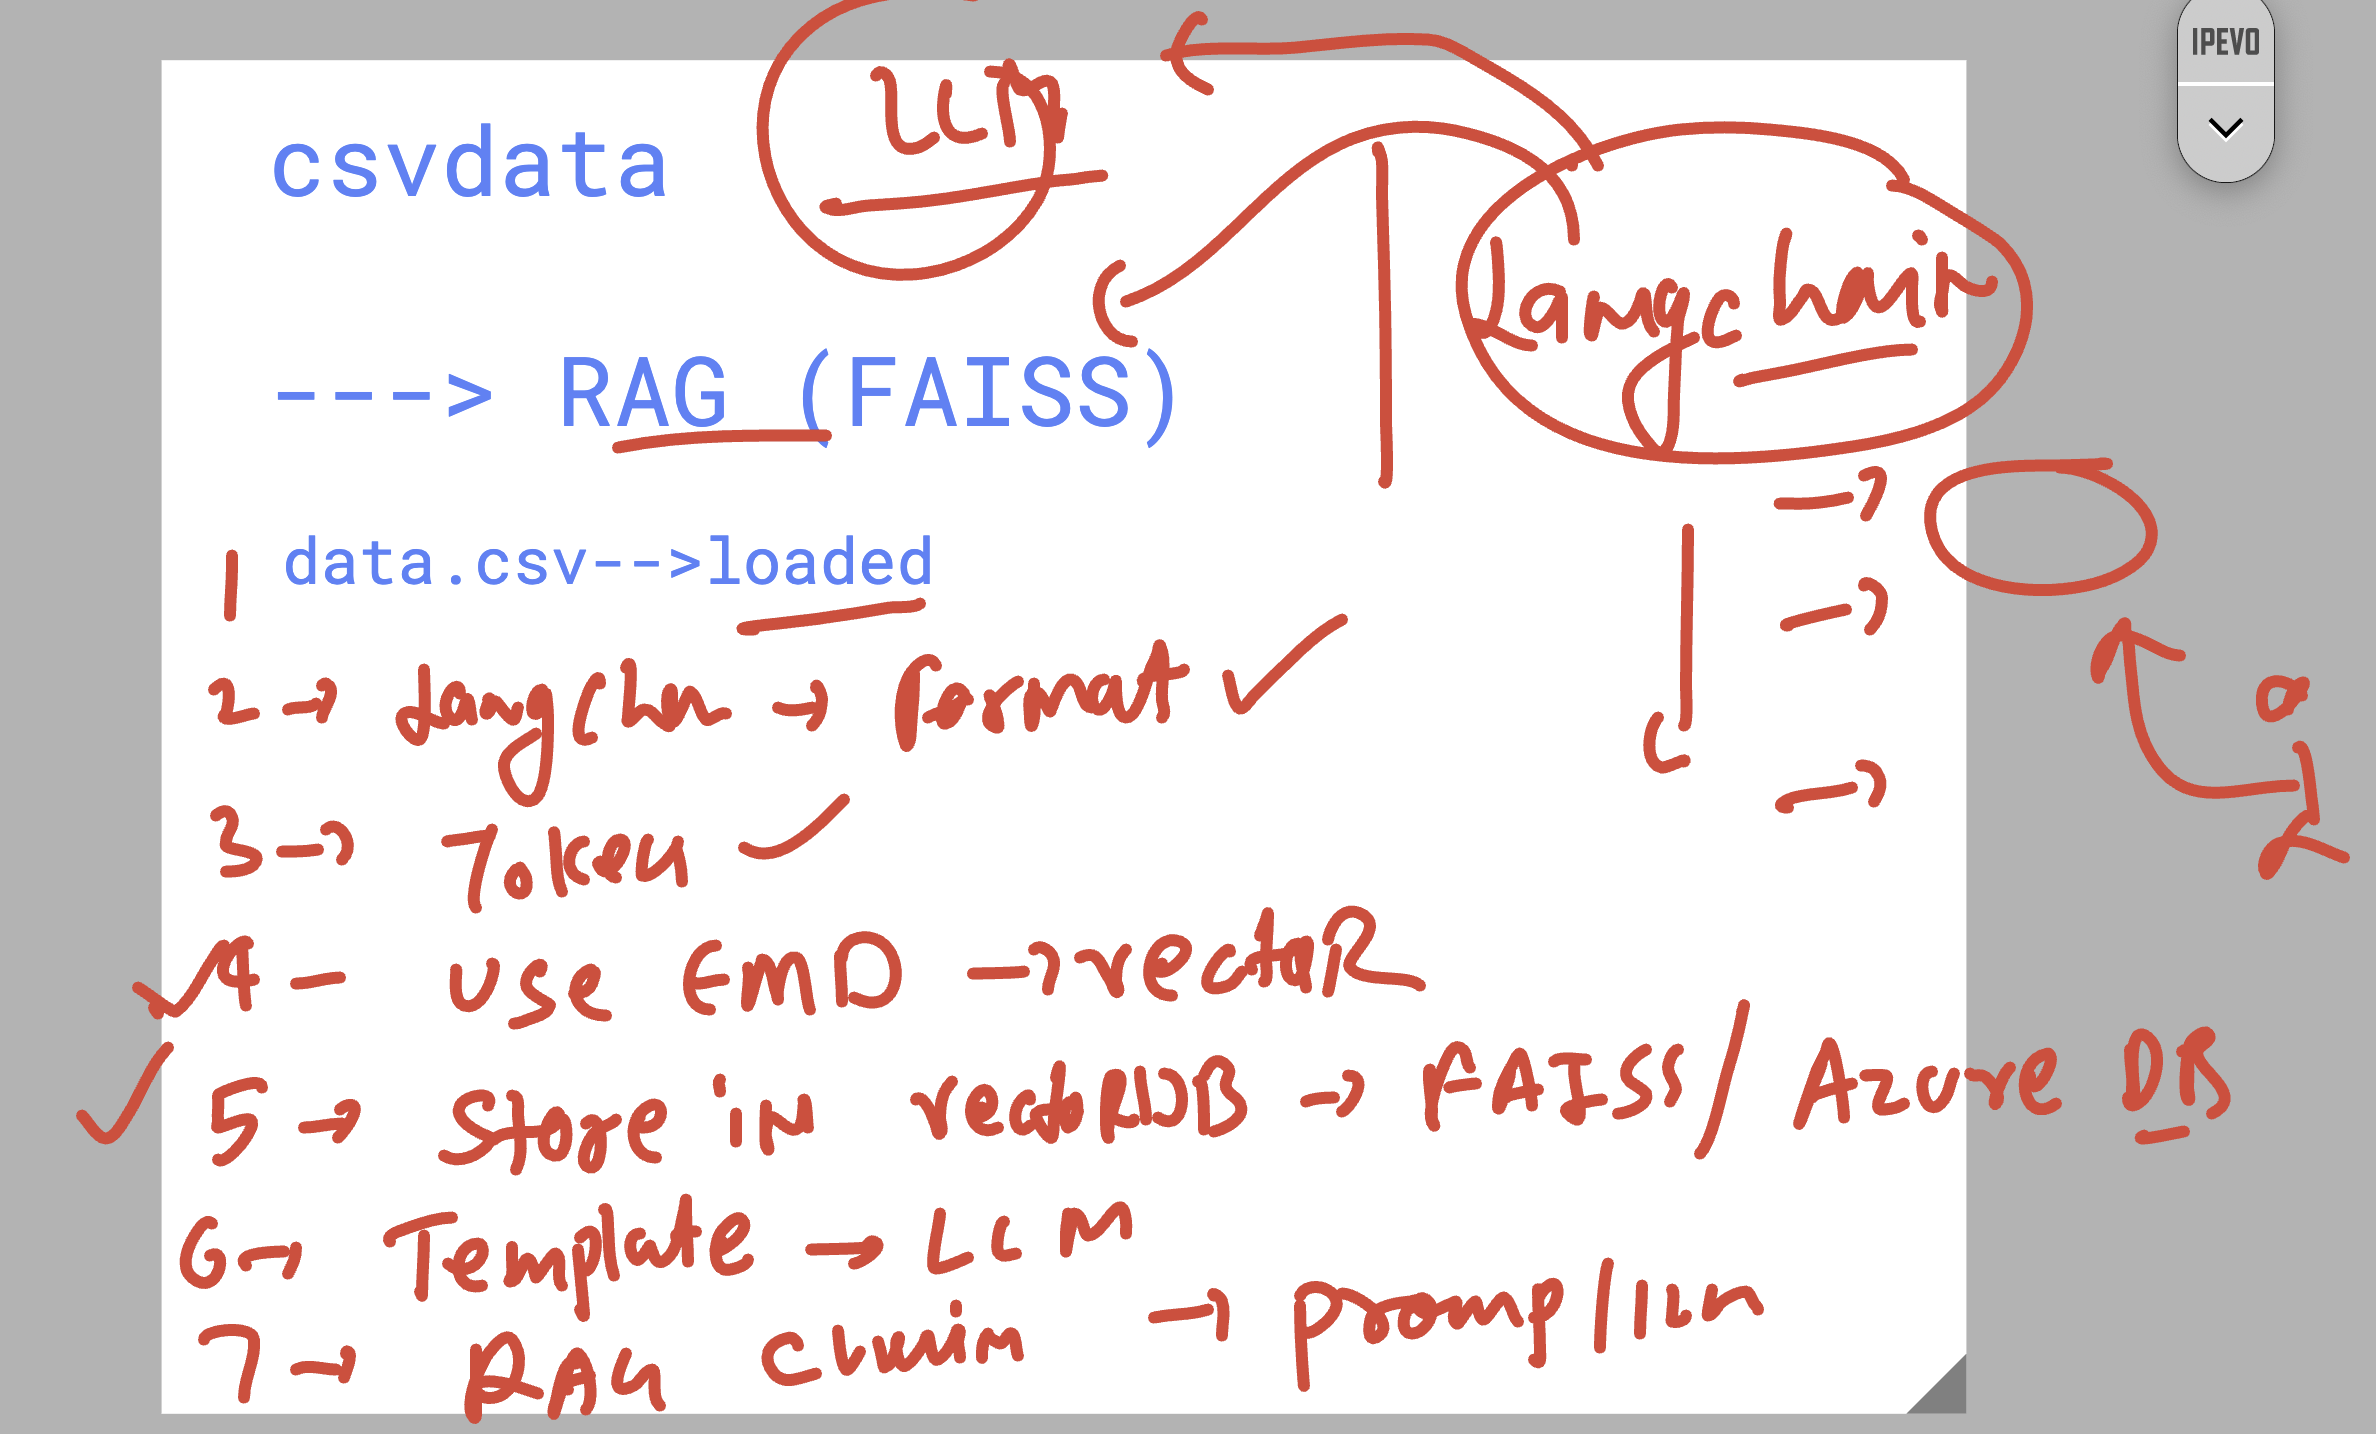 IPEVO
LLM
csvdata
Langchain
---> RAG (FAISS)
1 data.csv-->loaded
2 → Langchn → Format ✓
3 → Token ✓
✓ 4 - use EMD → vectoR
✓ 5 → Store in vectoRDB → FAISS / Azure DB
6 → Template → LLM
7 → RAG chain → promp / llm